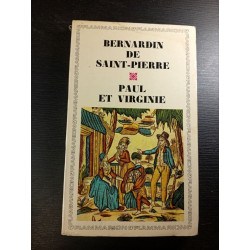 BERNARDIN
DE
SAINT-PIERRE
PAUL
ET VIRGINIE